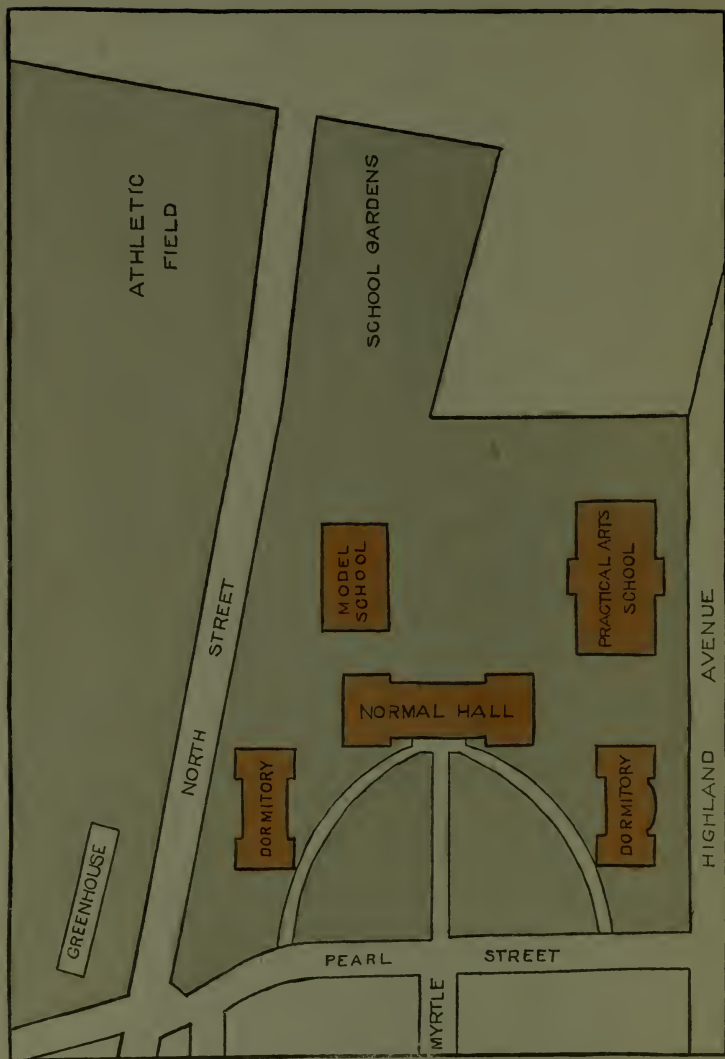 ATHLETIC
FIELD
SCHOOL GARDENS
NORTH STREET
MODEL
SCHOOL
PRACTICAL ARTS
SCHOOL
NORMAL HALL
DORMITORY
DORMITORY
GREENHOUSE
HIGHLAND AVENUE
PEARL STREET
MYRTLE